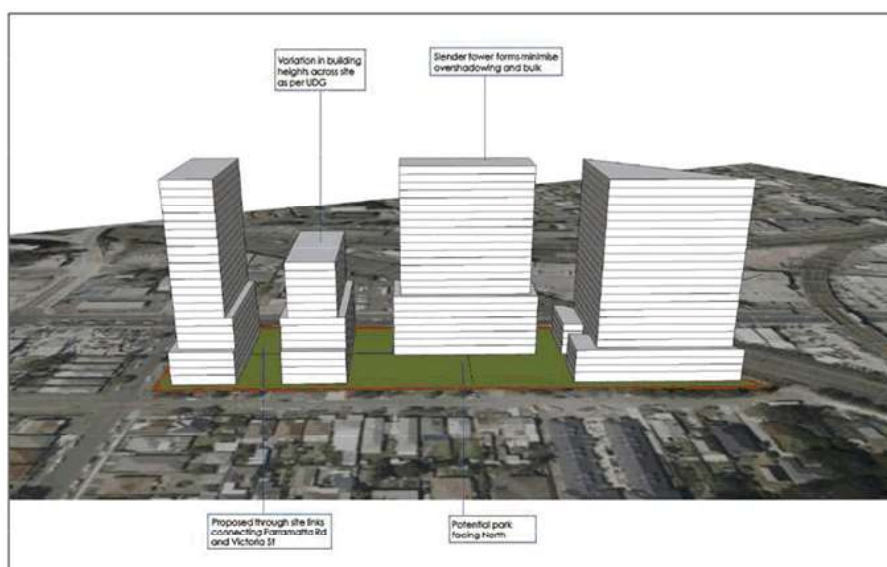 Variation in building
heights across site
as per UDG
Slender tower forms minimise
overshadowing and bulk
Proposed through site links
connecting Parramatta Rd
and Victoria St
Potential park
facing North